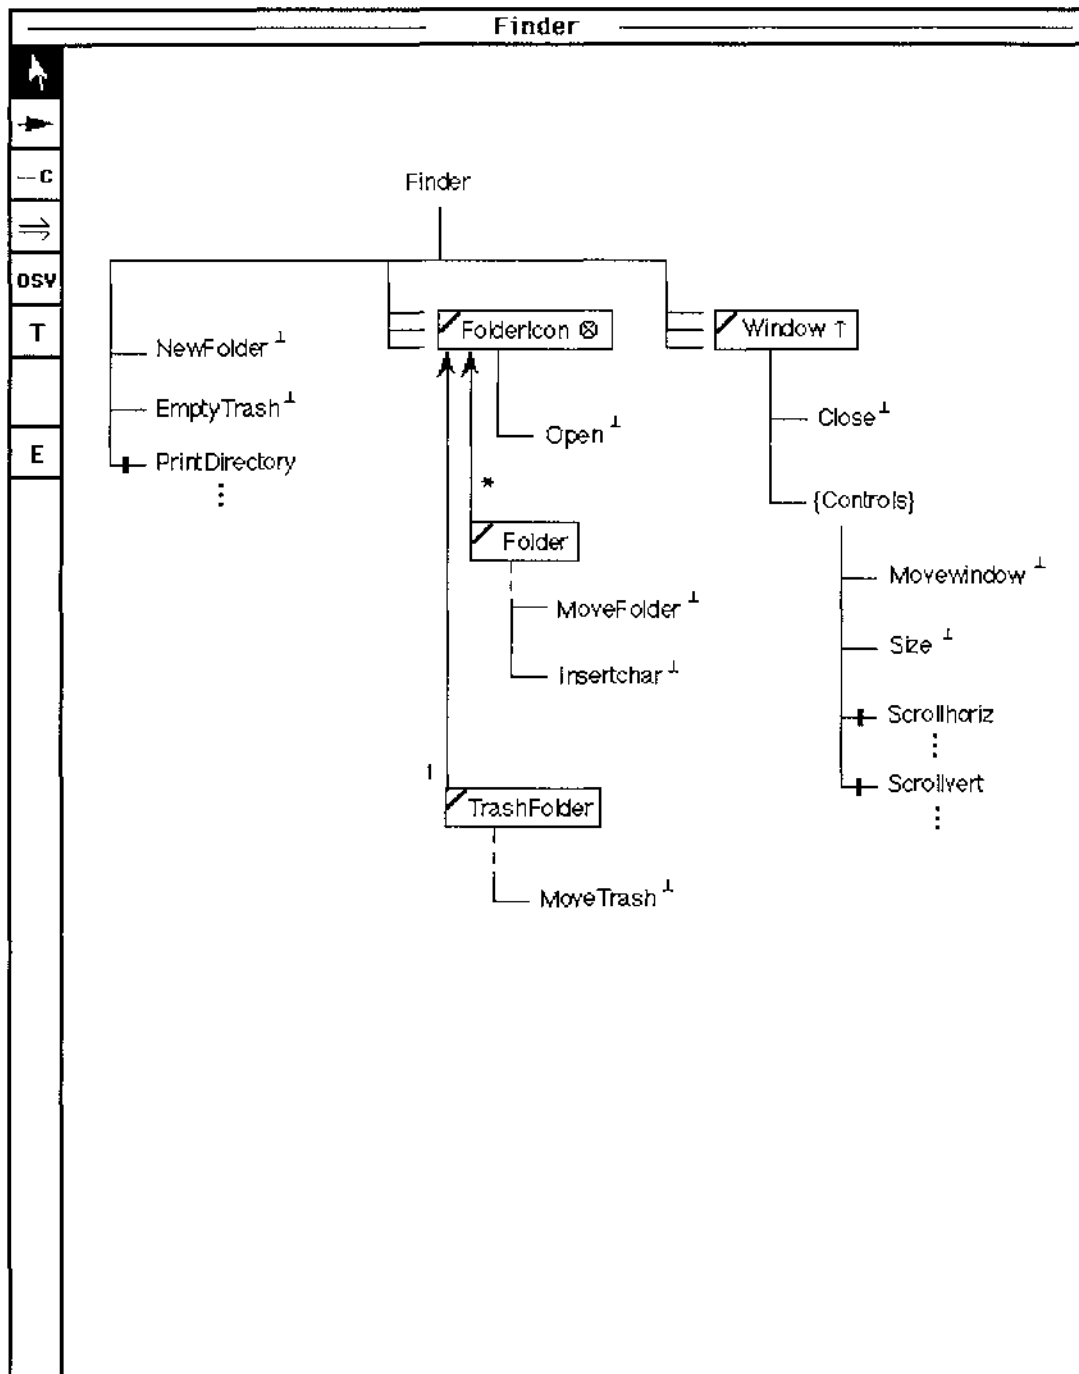 Finder
--C
OSV
T
E
Finder
FolderIcon ⊗
Window ↑
NewFolder ⊥
EmptyTrash ⊥
PrintDirectory
⋮
Open ⊥
*
Close ⊥
{Controls}
Folder
MoveFolder ⊥
Insertchar ⊥
Movewindow ⊥
Size ⊥
Scrollhoriz
⋮
Scrollvert
⋮
1
TrashFolder
MoveTrash ⊥